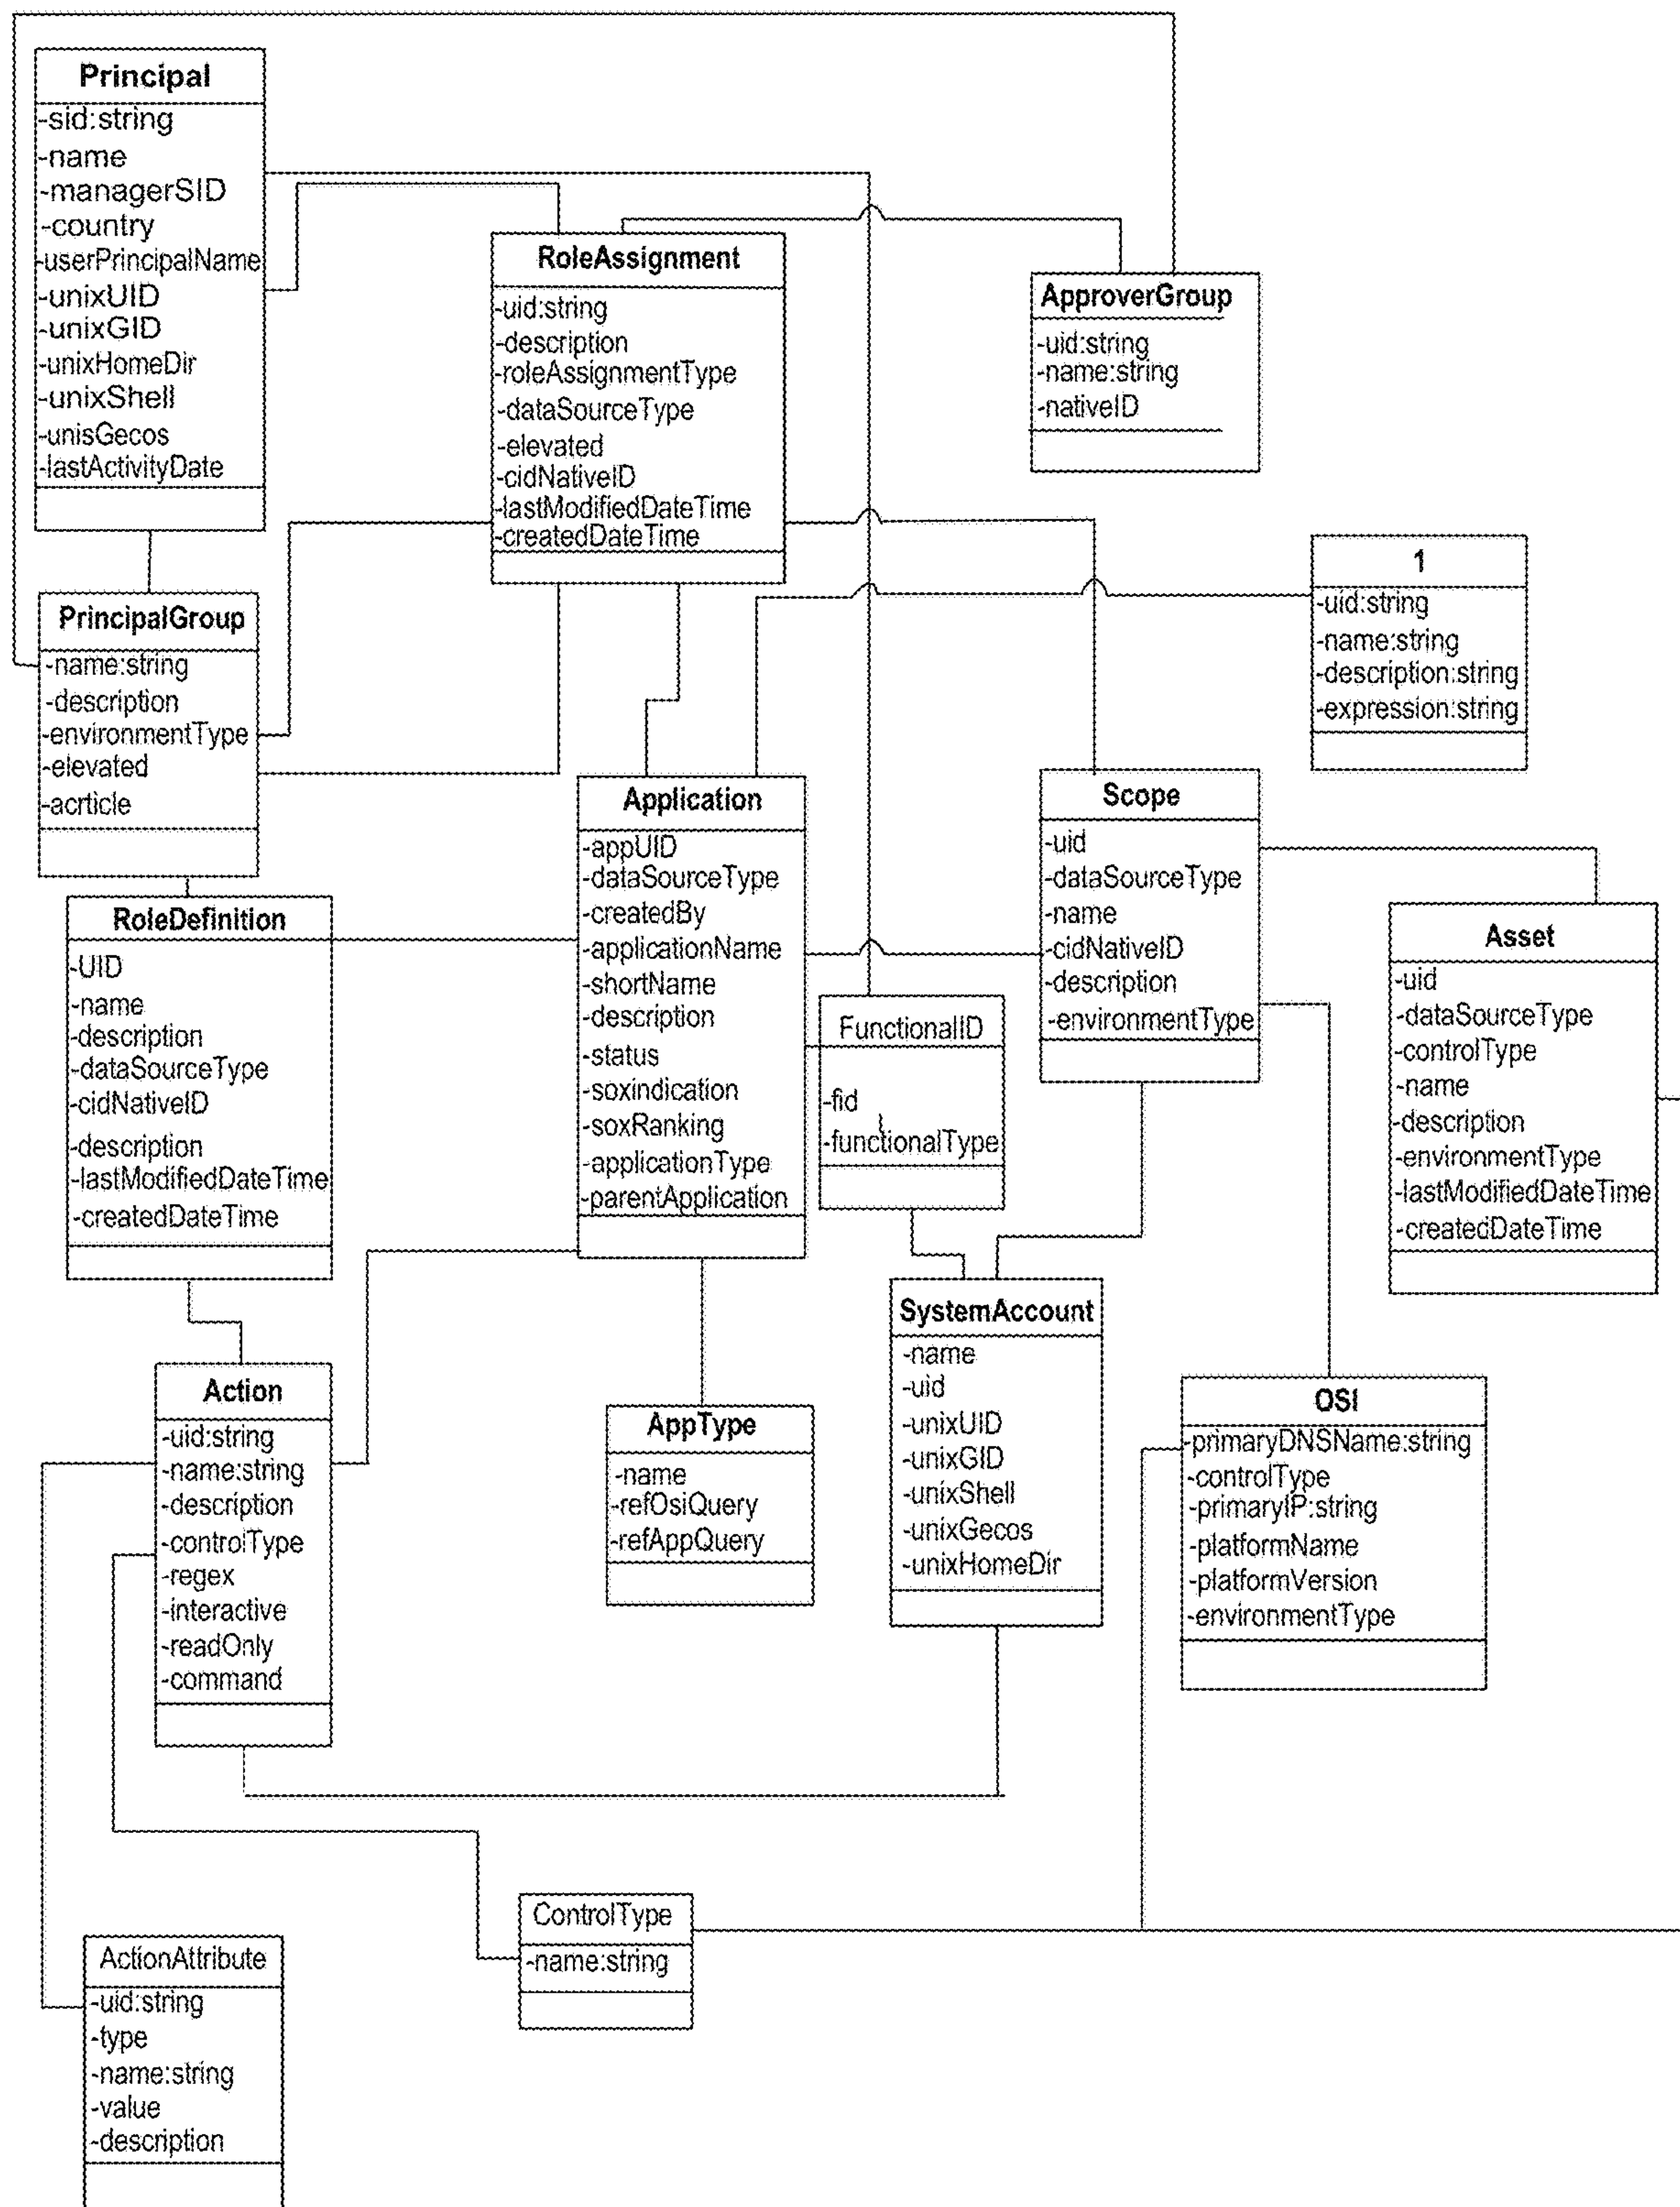 Principal
-sid:string
-name
-managerSID
-country
-userPrincipalName
-unixUID
-unixGID
-unixHomeDir
-unixShell
-unisGecos
-lastActivityDate
RoleAssignment
-uid:string
-description
-roleAssignmentType
-dataSourceType
-elevated
-cidNativeID
-lastModifiedDateTime
-createdDateTime
ApproverGroup
-uid:string
-name:string
-nativeID
1
-uid:string
-name:string
-description:string
-expression:string
PrincipalGroup
-name:string
-description
-environmentType
-elevated
-acrticle
Application
-appUID
-dataSourceType
-createdBy
-applicationName
-shortName
-description
-status
-soxindication
-soxRanking
-applicationType
-parentApplication
Scope
-uid
-dataSourceType
-name
-cidNativeID
-description
-environmentType
RoleDefinition
-UID
-name
-description
-dataSourceType
-cidNativeID
-description
-lastModifiedDateTime
-createdDateTime
FunctionalID
-fid
-functionalType
Asset
-uid
-dataSourceType
-controlType
-name
-description
-environmentType
-lastModifiedDateTime
-createdDateTime
SystemAccount
-name
-uid
-unixUID
-unixGID
-unixShell
-unixGecos
-unixHomeDir
Action
-uid:string
-name:string
-description
-controlType
-regex
-interactive
-readOnly
-command
AppType
-name
-refOsiQuery
-refAppQuery
OSI
-primaryDNSName:string
-controlType
-primaryIP:string
-platformName
-platformVersion
-environmentType
ControlType
-name:string
ActionAttribute
-uid:string
-type
-name:string
-value
-description